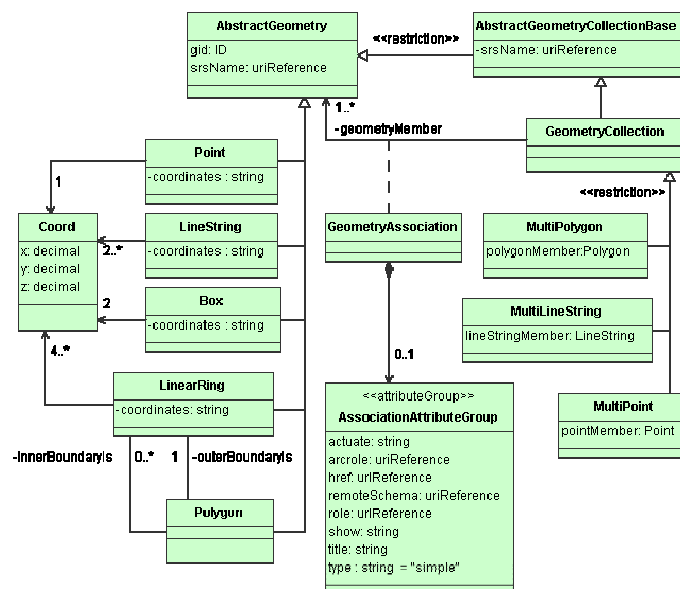 AbstractGeometry
gid: ID
srsName: uriReference
<<restriction>>
AbstractGeometryCollectionBase
-srsName: uriReference
1..*
-geometryMember
GeometryCollection
<<restriction>>
Point
-coordinates : string
1
Coord
x: decimal
y: decimal
z: decimal
LineString
-coordinates : string
2..*
Box
-coordinates : string
2
4..*
LinearRing
-coordinates: string
-innerBoundaryIs
0..*
1
-outerBoundaryIs
Polygon
GeometryAssociation
0..1
<<attributeGroup>>
AssociationAttributeGroup
actuate: string
arcrole: uriReference
href: uriReference
remoteSchema: uriReference
role: uriReference
show: string
title: string
type : string = "simple"
MultiPolygon
polygonMember:Polygon
MultiLineString
lineStringMember: LineString
MultiPoint
pointMember: Point